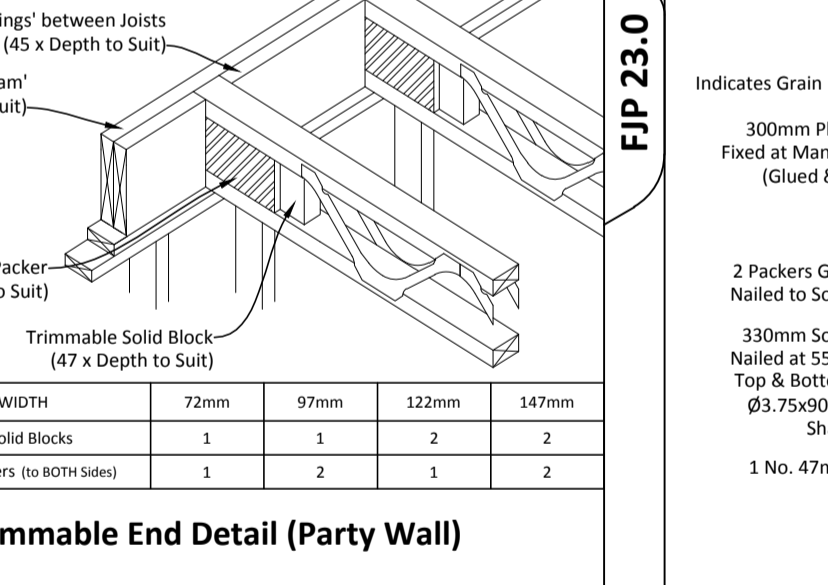 ings' between Joists
(45 x Depth to Suit)
am'
uit)
Packer
o Suit)
Trimmable Solid Block
(47 x Depth to Suit)
WIDTH 72mm 97mm 122mm 147mm
olid Blocks 1 1 2 2
ers (to BOTH Sides) 1 2 1 2
mmable End Detail (Party Wall)
FJP 23.0
Indicates Grain
300mm Pl
Fixed at Man
(Glued &
2 Packers G
Nailed to So
330mm So
Nailed at 55
Top & Botto
Ø3.75x90
Sh
1 No. 47m